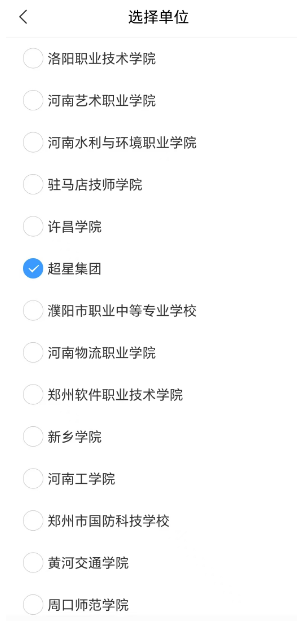 选择单位
洛阳职业技术学院
河南艺术职业学院
河南水利与环境职业学院
驻马店技师学院
许昌学院
超星集团
濮阳市职业中等专业学校
河南物流职业学院
郑州软件职业技术学院
新乡学院
河南工学院
郑州市国防科技学校
黄河交通学院
周口师范学院